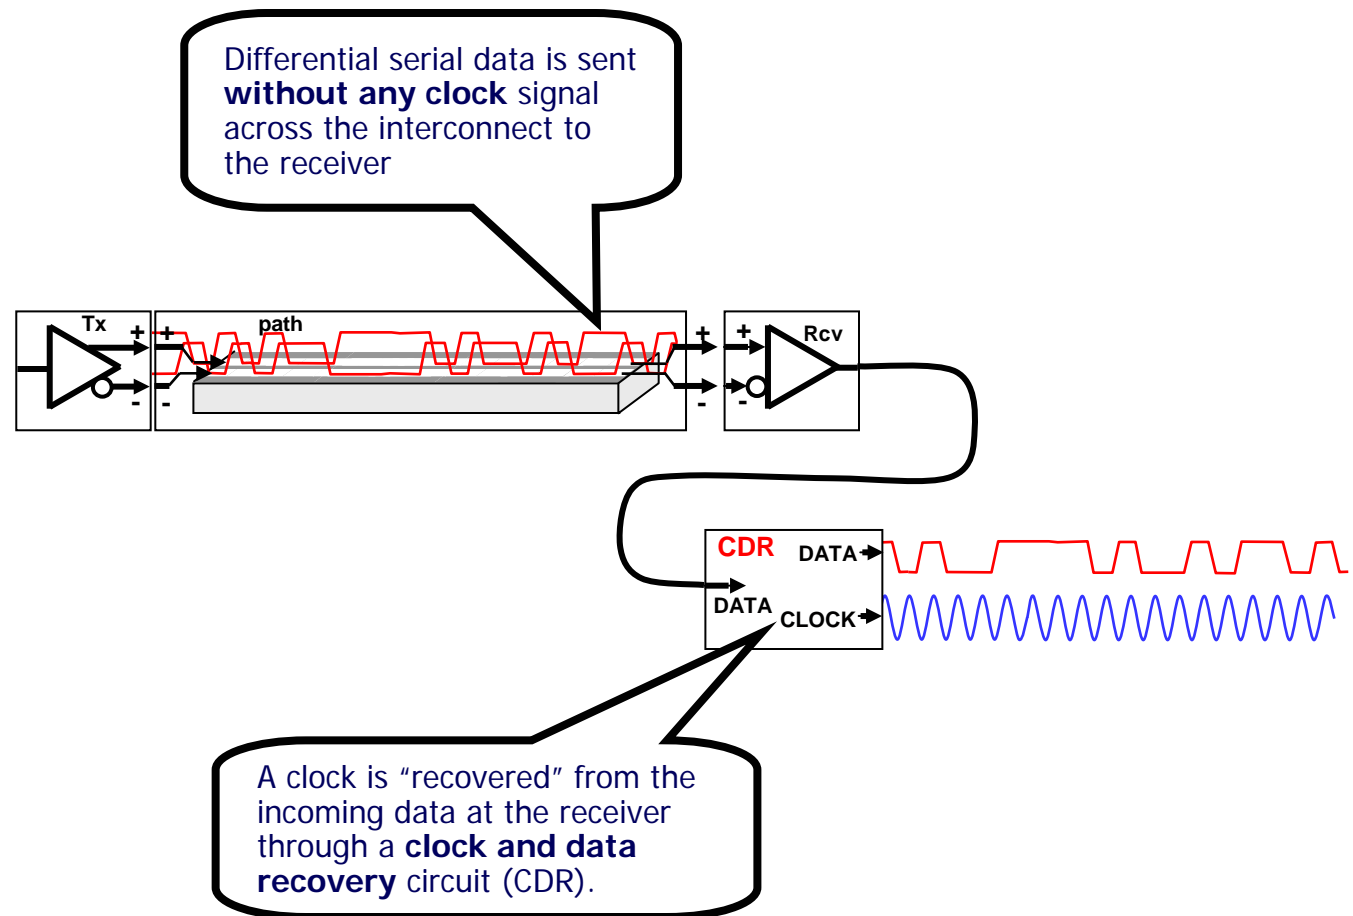 Differential serial data is sent
without any clock signal
across the interconnect to
the receiver
Tx
+
+
path
+
+
Rcv
-
-
-
-
CDR
DATA
DATA
CLOCK
A clock is “recovered” from the
incoming data at the receiver
through a clock and data
recovery circuit (CDR).